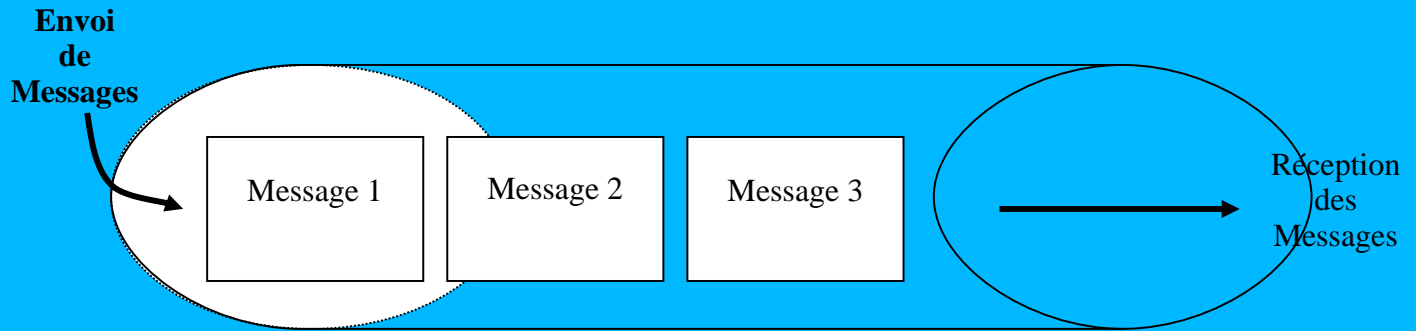 Envoi
de
Messages
Message 1
Message 2
Message 3
Réception
des
Messages